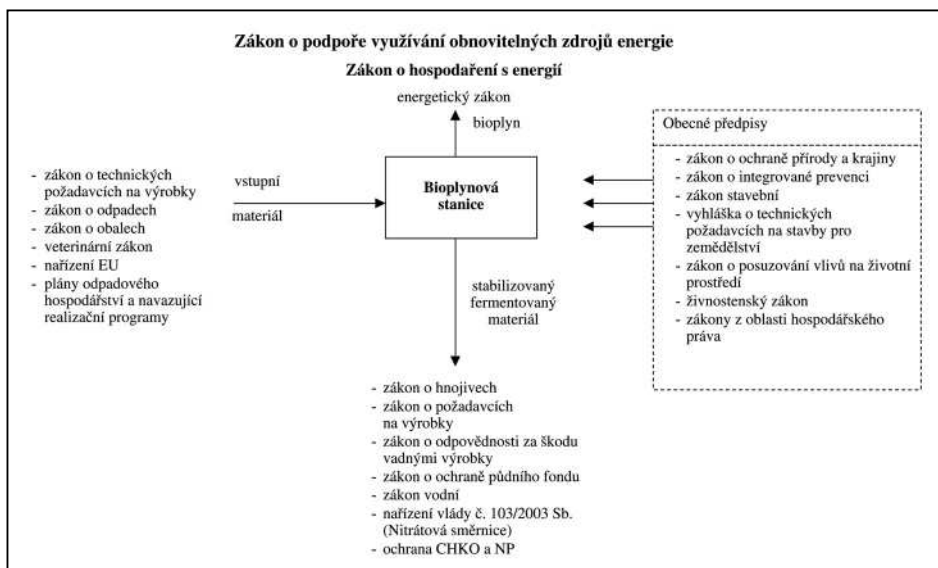 Zákon o podpoře využívání obnovitelných zdrojů energie
Zákon o hospodaření s energií
energetický zákon
bioplyn
- zákon o technických
požadavcích na výrobky
- zákon o odpadech
- zákon o obalech
- veterinární zákon
- nařízení EU
- plány odpadového
hospodářství a navazující
realizační programy
vstupní
materiál
Bioplynová
stanice
Obecné předpisy
- zákon o ochraně přírody a krajiny
- zákon o integrované prevenci
- zákon stavební
- vyhláška o technických
požadavcích na stavby pro
zemědělství
- zákon o posuzování vlivů na životní
prostředí
- živnostenský zákon
- zákony z oblasti hospodářského
práva
stabilizovaný
fermentovaný
materiál
- zákon o hnojivech
- zákon o požadavcích
na výrobky
- zákon o odpovědnosti za škodu
vadnými výrobky
- zákon o ochraně půdního fondu
- zákon vodní
- nařízení vlády č. 103/2003 Sb.
(Nitrátová směrnice)
- ochrana CHKO a NP